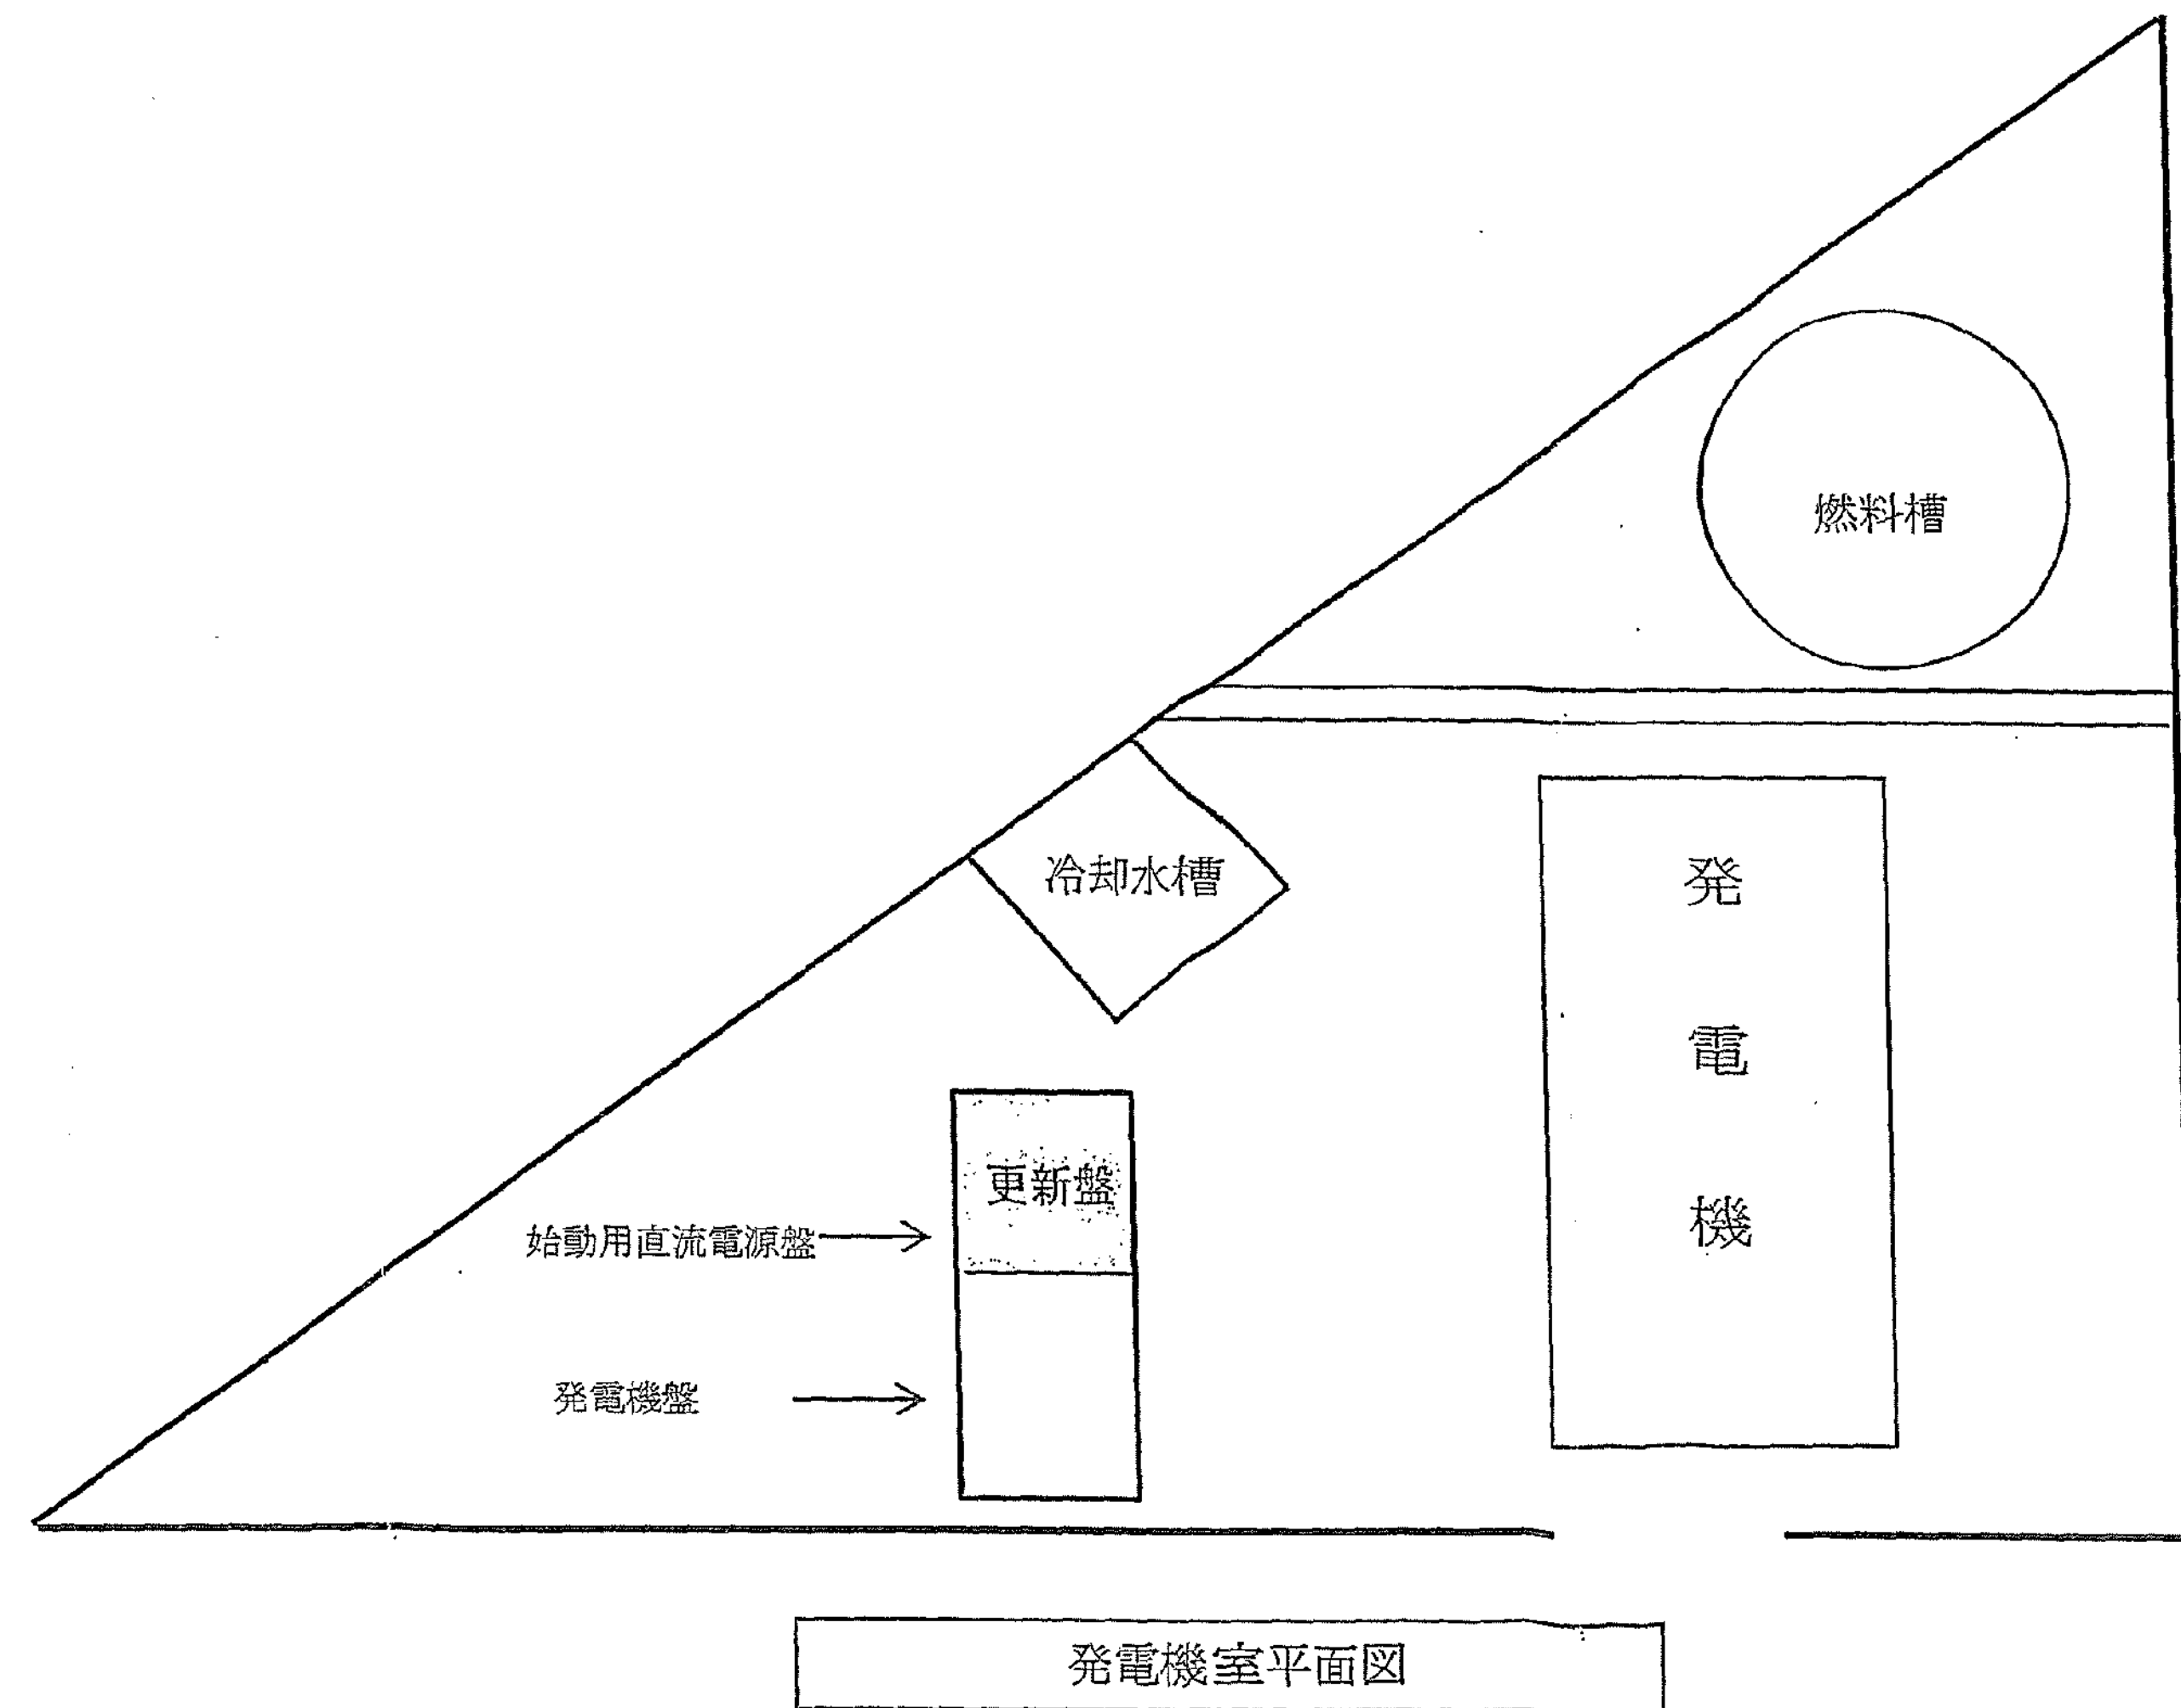 燃料槽
冷却水槽
発電機
更新盤
始動用直流電源盤
発電機盤
発電機室平面図